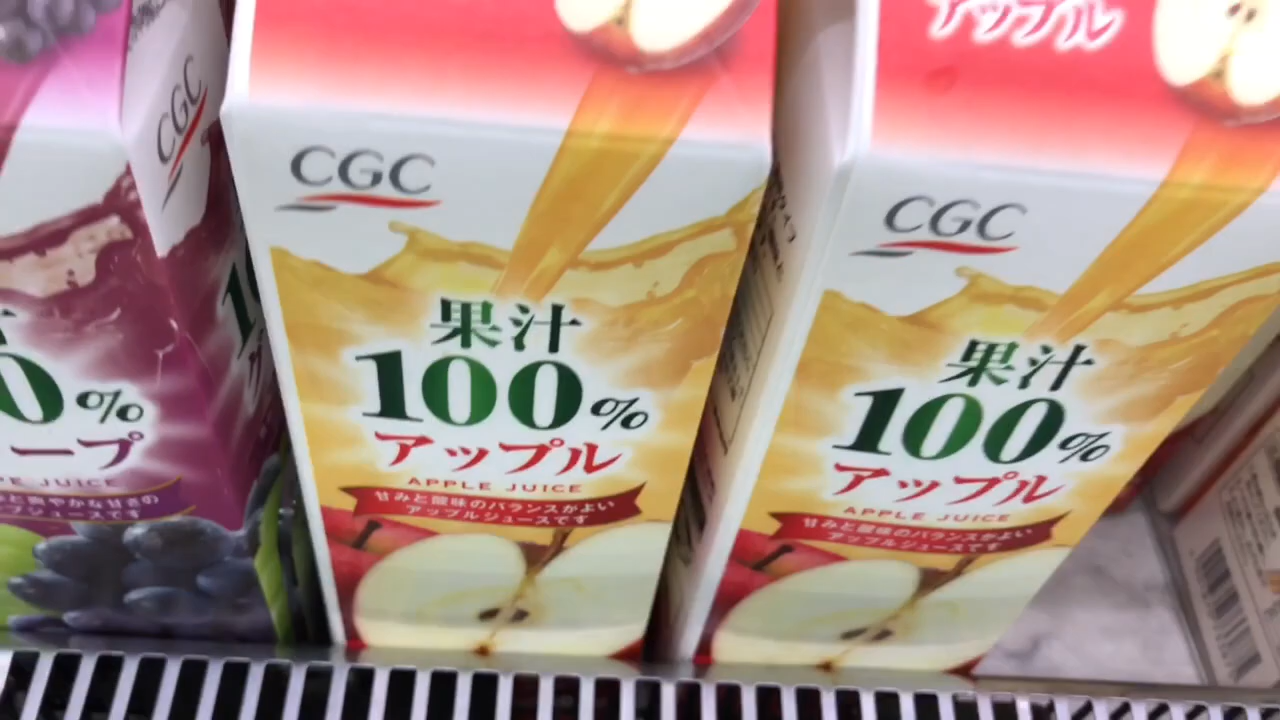 CGC
0%
ープ
CGC
果汁
100%
アップル
APPLE JUICE
甘みと酸味のバランスがよい
アップルジュースです
アップル
CGC
果汁
100%
アップル
APPLE JUICE
甘みと酸味のバランスがよい
アップルジュースです